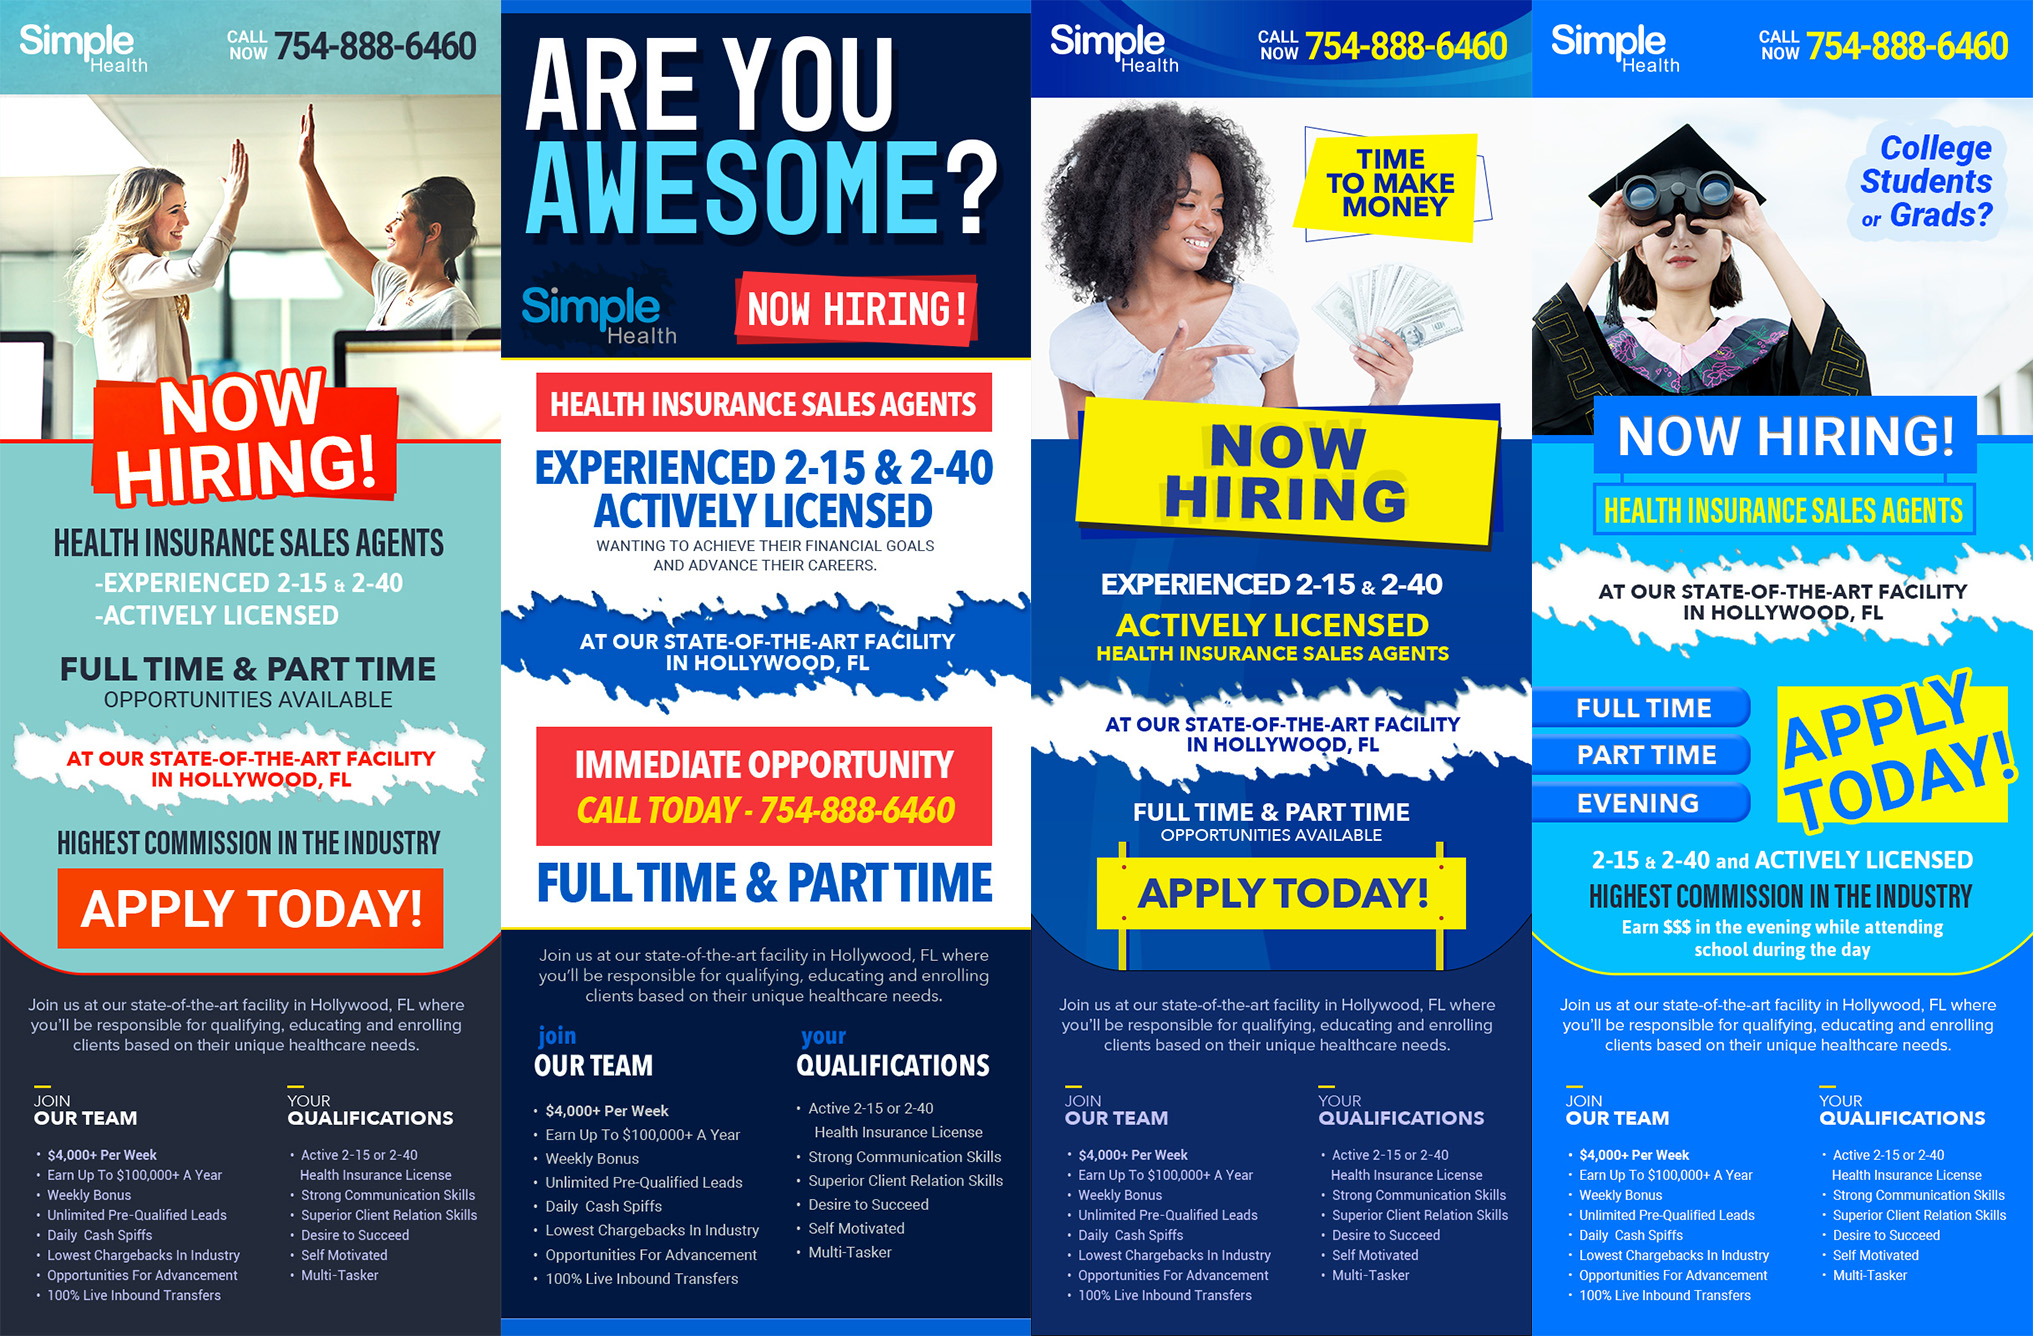 Simple
Health
CALL
NOW 754-888-6460
NOW
HIRING!
HEALTH INSURANCE SALES AGENTS
-EXPERIENCED 2-15 & 2-40
-ACTIVELY LICENSED
FULL TIME & PART TIME
OPPORTUNITIES AVAILABLE
AT OUR STATE-OF-THE-ART FACILITY
IN HOLLYWOOD, FL
HIGHEST COMMISSION IN THE INDUSTRY
APPLY TODAY!
Join us at our state-of-the-art facility in Hollywood, FL where
you'll be responsible for qualifying, educating and enrolling
clients based on their unique healthcare needs.
JOIN
OUR TEAM
• $4,000+ Per Week
• Earn Up To $100,000+ A Year
• Weekly Bonus
• Unlimited Pre-Qualified Leads
• Daily Cash Spiffs
• Lowest Chargebacks In Industry
• Opportunities For Advancement
• 100% Live Inbound Transfers
YOUR
QUALIFICATIONS
• Active 2-15 or 2-40
Health Insurance License
• Strong Communication Skills
• Superior Client Relation Skills
• Desire to Succeed
• Self Motivated
• Multi-Tasker
ARE YOU
AWESOME?
Simple
Health
NOW HIRING!
HEALTH INSURANCE SALES AGENTS
EXPERIENCED 2-15 & 2-40
ACTIVELY LICENSED
WANTING TO ACHIEVE THEIR FINANCIAL GOALS
AND ADVANCE THEIR CAREERS.
AT OUR STATE-OF-THE-ART FACILITY
IN HOLLYWOOD, FL
IMMEDIATE OPPORTUNITY
CALL TODAY - 754-888-6460
FULL TIME & PART TIME
Join us at our state-of-the-art facility in Hollywood, FL where
you'll be responsible for qualifying, educating and enrolling
clients based on their unique healthcare needs.
join
OUR TEAM
• $4,000+ Per Week
• Earn Up To $100,000+ A Year
• Weekly Bonus
• Unlimited Pre-Qualified Leads
• Daily Cash Spiffs
• Lowest Chargebacks In Industry
• Opportunities For Advancement
• 100% Live Inbound Transfers
your
QUALIFICATIONS
• Active 2-15 or 2-40
Health Insurance License
• Strong Communication Skills
• Superior Client Relation Skills
• Desire to Succeed
• Self Motivated
• Multi-Tasker
Simple
Health
CALL
NOW 754-888-6460
TIME
TO MAKE
MONEY
NOW
HIRING
EXPERIENCED 2-15 & 2-40
ACTIVELY LICENSED
HEALTH INSURANCE SALES AGENTS
AT OUR STATE-OF-THE-ART FACILITY
IN HOLLYWOOD, FL
FULL TIME & PART TIME
OPPORTUNITIES AVAILABLE
APPLY TODAY!
Join us at our state-of-the-art facility in Hollywood, FL where
you'll be responsible for qualifying, educating and enrolling
clients based on their unique healthcare needs.
JOIN
OUR TEAM
• $4,000+ Per Week
• Earn Up To $100,000+ A Year
• Weekly Bonus
• Unlimited Pre-Qualified Leads
• Daily Cash Spiffs
• Lowest Chargebacks In Industry
• Opportunities For Advancement
• 100% Live Inbound Transfers
YOUR
QUALIFICATIONS
• Active 2-15 or 2-40
Health Insurance License
• Strong Communication Skills
• Superior Client Relation Skills
• Desire to Succeed
• Self Motivated
• Multi-Tasker
Simple
Health
CALL
NOW 754-888-6460
College
Students
or Grads?
NOW HIRING!
HEALTH INSURANCE SALES AGENTS
AT OUR STATE-OF-THE-ART FACILITY
IN HOLLYWOOD, FL
FULL TIME
PART TIME
EVENING
APPLY
TODAY!
2-15 & 2-40 and ACTIVELY LICENSED
HIGHEST COMMISSION IN THE INDUSTRY
Earn $$$ in the evening while attending
school during the day
Join us at our state-of-the-art facility in Hollywood, FL where
you'll be responsible for qualifying, educating and enrolling
clients based on their unique healthcare needs.
JOIN
OUR TEAM
• $4,000+ Per Week
• Earn Up To $100,000+ A Year
• Weekly Bonus
• Unlimited Pre-Qualified Leads
• Daily Cash Spiffs
• Lowest Chargebacks In Industry
• Opportunities For Advancement
• 100% Live Inbound Transfers
YOUR
QUALIFICATIONS
• Active 2-15 or 2-40
Health Insurance License
• Strong Communication Skills
• Superior Client Relation Skills
• Desire to Succeed
• Self Motivated
• Multi-Tasker